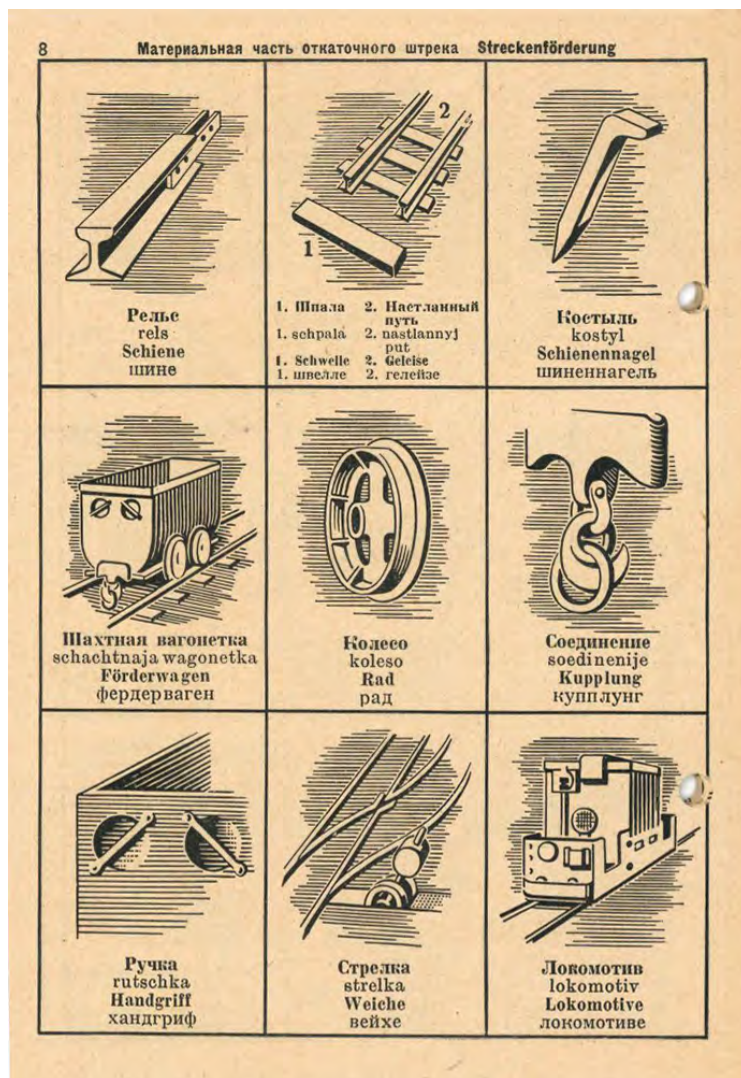 8 Материальная часть откаточного штрека Streckenförderung
Рельс
rels
Schiene
шине
2
1
1. Шпала 2. Настланный
путь
1. schpala 2. nastlannyj
put
1. Schwelle 2. Geleise
1. швелле 2. гелейзе
Костыль
kostyl
Schienennagel
шиненнагель
Шахтная вагонетка
schachtnaja wagonetka
Förderwagen
фердерваген
Колесо
koleso
Rad
рад
Соединение
soedinenije
Kupplung
купплунг
Ручка
rutschka
Handgriff
хандгриф
Стрелка
strelka
Weiche
вейхе
Локомотив
lokomotiv
Lokomotive
локомотиве